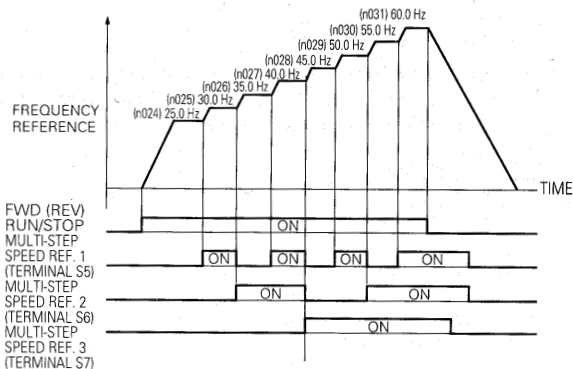 (n031) 60.0 Hz
(n030) 55.0 Hz
(n029) 50.0 Hz
(n028) 45.0 Hz
(n027) 40.0 Hz
(n026) 35.0 Hz
(n025) 30.0 Hz
(n024) 25.0 Hz
FREQUENCY
REFERENCE
TIME
FWD (REV)
RUN/STOP
ON
MULTI-STEP
SPEED REF. 1
(TERMINAL S5)
ON ON ON ON
MULTI-STEP
SPEED REF. 2
(TERMINAL S6)
ON ON
MULTI-STEP
SPEED REF. 3
(TERMINAL S7)
ON